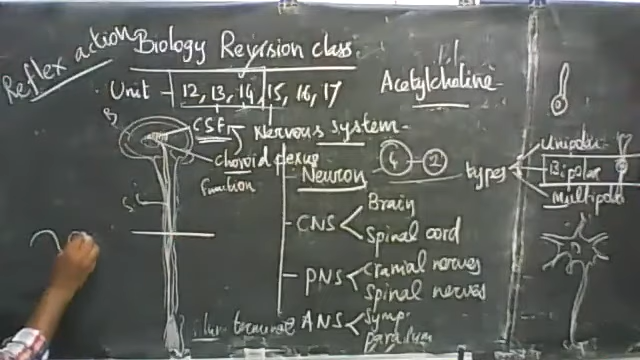 Reflex action
Biology Revision class
Unit - 12, 13, 14, 15, 16, 17
Acetylcholine
B
CSF
Nervous system
Choroid plexus
function
Neuron
types
Unipolar
Bipolar
Multipolar
S
CNS
Brain
Spinal cord
PNS
Cranial nerves
Spinal nerves
ANS
Symp.